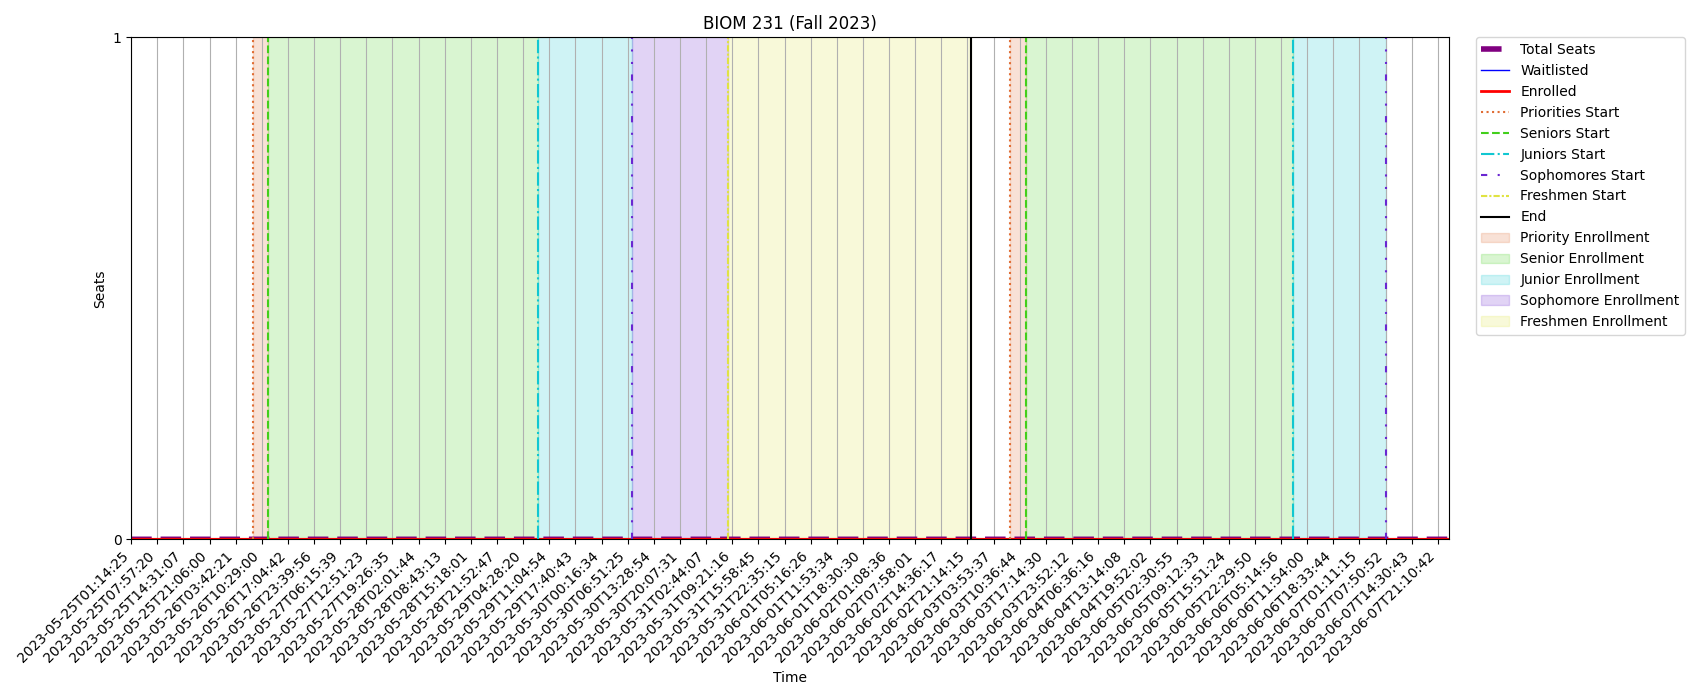 BIOM 231 (Fall 2023)
1
0
Seats
2023-05-25T01:14:25
2023-05-25T07:57:20
2023-05-25T14:31:07
2023-05-25T21:06:00
2023-05-26T03:42:21
2023-05-26T10:29:00
2023-05-26T17:04:42
2023-05-26T23:39:56
2023-05-27T06:15:39
2023-05-27T12:51:23
2023-05-27T19:26:35
2023-05-28T02:01:44
2023-05-28T08:43:13
2023-05-28T15:18:01
2023-05-28T21:52:47
2023-05-29T04:28:20
2023-05-29T11:04:54
2023-05-29T17:40:43
2023-05-30T00:16:34
2023-05-30T06:51:25
2023-05-30T13:28:54
2023-05-30T20:07:31
2023-05-31T02:44:07
2023-05-31T09:21:16
2023-05-31T15:58:45
2023-05-31T22:35:15
2023-06-01T05:16:26
2023-06-01T11:53:34
2023-06-01T18:30:30
2023-06-02T01:08:36
2023-06-02T07:58:01
2023-06-02T14:36:17
2023-06-02T21:14:15
2023-06-03T03:53:37
2023-06-03T10:36:44
2023-06-03T17:14:30
2023-06-03T23:52:12
2023-06-04T06:36:16
2023-06-04T13:14:08
2023-06-04T19:52:02
2023-06-05T02:30:55
2023-06-05T09:12:33
2023-06-05T15:51:24
2023-06-05T22:29:50
2023-06-06T05:14:56
2023-06-06T11:54:00
2023-06-06T18:33:44
2023-06-07T01:11:15
2023-06-07T07:50:52
2023-06-07T14:30:43
2023-06-07T21:10:42
Time
Total Seats
Waitlisted
Enrolled
Priorities Start
Seniors Start
Juniors Start
Sophomores Start
Freshmen Start
End
Priority Enrollment
Senior Enrollment
Junior Enrollment
Sophomore Enrollment
Freshmen Enrollment